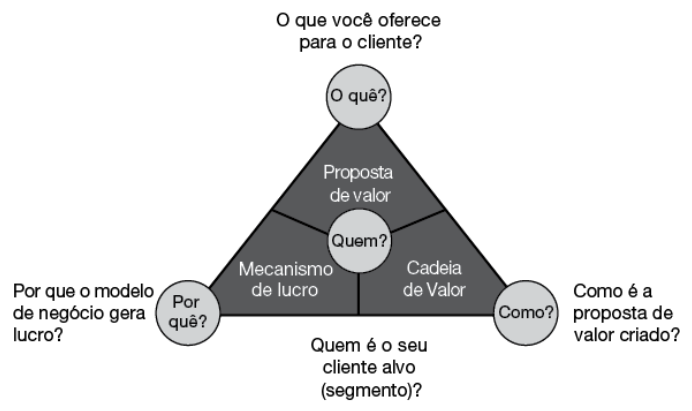 O que você oferece
para o cliente?
O quê?
Proposta
de valor
Quem?
Mecanismo
de lucro
Cadeia
de Valor
Por que o modelo
de negócio gera
lucro?
Por
quê?
Como?
Como é a
proposta de
valor criado?
Quem é o seu
cliente alvo
(segmento)?